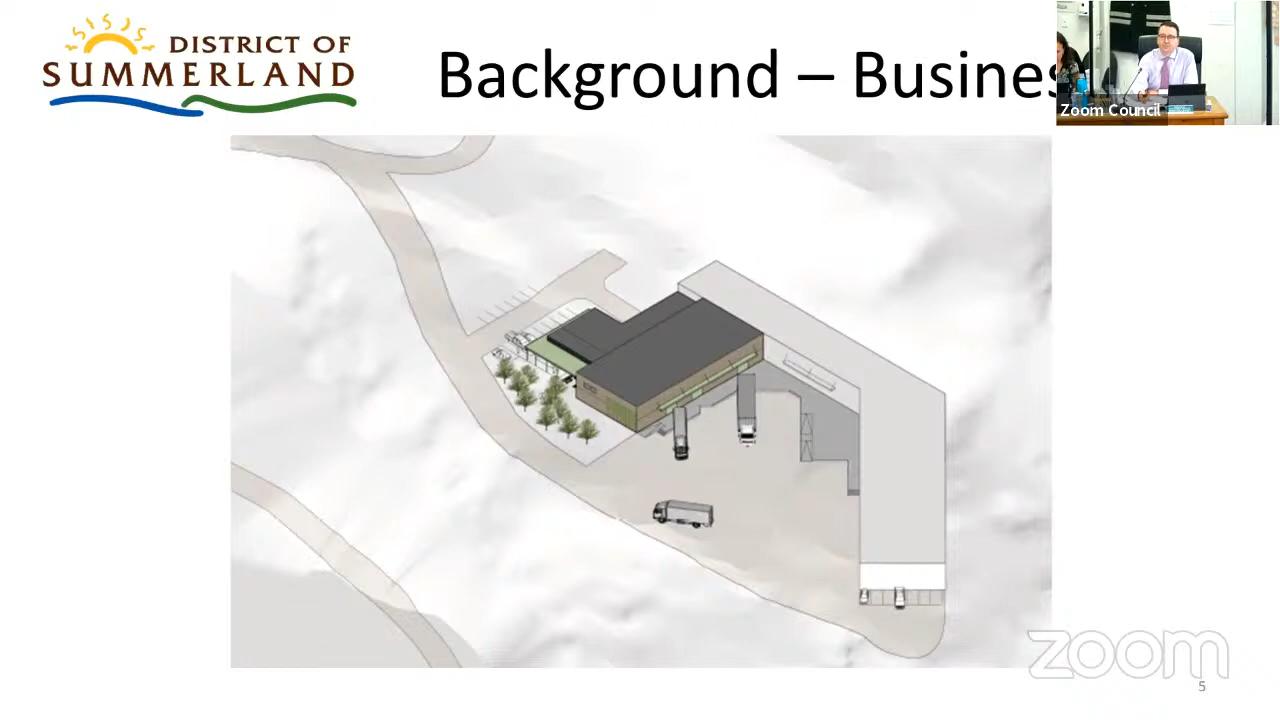 DISTRICT OF
SUMMERLAND
Background – Busines
Zoom Council
zoom
5